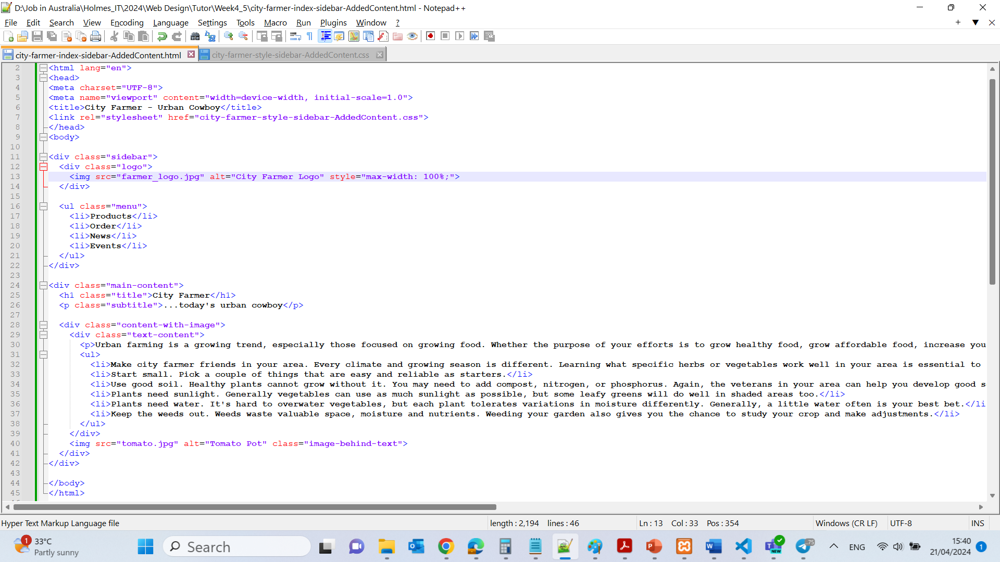 D:\Job in Australia\Holmes_IT\2024\Web Design\Tutor\Week4_5\city-farmer-index-sidebar-AddedContent.html - Notepad++
File Edit Search View Encoding Language Settings Tools Macro Run Plugins Window ?
city-farmer-index-sidebar-AddedContent.html city-farmer-style-sidebar-AddedContent.css
2 <html lang="en">
3 <head>
4 <meta charset="UTF-8">
5 <meta name="viewport" content="width=device-width, initial-scale=1.0">
6 <title>City Farmer - Urban Cowboy</title>
7 <link rel="stylesheet" href="city-farmer-style-sidebar-AddedContent.css">
8 </head>
9 <body>
10
11 <div class="sidebar">
12 <div class="logo">
13 <img src="farmer_logo.jpg" alt="City Farmer Logo" style="max-width: 100%;">
14 </div>
15
16 <ul class="menu">
17 <li>Products</li>
18 <li>Order</li>
19 <li>News</li>
20 <li>Events</li>
21 </ul>
22 </div>
23
24 <div class="main-content">
25 <h1 class="title">City Farmer</h1>
26 <p class="subtitle">...today's urban cowboy</p>
27
28 <div class="content-with-image">
29 <div class="text-content">
30 <p>Urban farming is a growing trend, especially those focused on growing food. Whether the purpose of your efforts is to grow healthy food, grow affordable food, increase you
31 <ul>
32 <li>Make city farmer friends in your area. Every climate and growing season is different. Learning what specific herbs or vegetables work well in your area is essential to
33 <li>Start small. Pick a couple of things that are easy and reliable as starters.</li>
34 <li>Use good soil. Healthy plants cannot grow without it. You may need to add compost, nitrogen, or phosphorus. Again, the veterans in your area can help you develop good s
35 <li>Plants need sunlight. Generally vegetables can use as much sunlight as possible, but some leafy greens will do well in shaded areas too.</li>
36 <li>Plants need water. It's hard to overwater vegetables, but each plant tolerates variations in moisture differently. Generally, a little water often is your best bet.</li
37 <li>Keep the weeds out. Weeds waste valuable space, moisture and nutrients. Weeding your garden also gives you the chance to study your crop and make adjustments.</li>
38 </ul>
39 </div>
40 <img src="tomato.jpg" alt="Tomato Pot" class="image-behind-text">
41 </div>
42 </div>
43
44 </body>
45 </html>
Hyper Text Markup Language file length : 2,194 lines : 46 Ln : 13 Col : 33 Pos : 354 Windows (CR LF) UTF-8 INS
1 33°C
Partly sunny
Search
NEW
75
ENG
15:40
21/04/2024
1